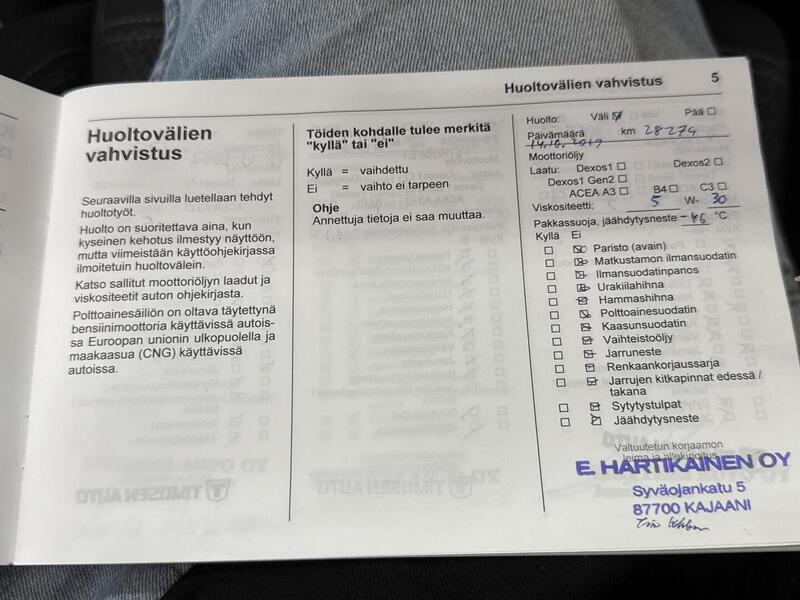 Huoltovälien vahvistus 5
Huoltovälien
vahvistus
Seuraavilla sivuilla luetellaan tehdyt
huoltotyöt.
Huolto on suoritettava aina, kun
kyseinen kehotus ilmestyy näyttöön,
mutta viimeistään käyttöohjekirjassa
ilmoitetuin huoltovälein.
Katso sallitut moottoriöljyn laadut ja
viskositeetit auton ohjekirjasta.
Polttoainesäiliön on oltava täytettynä
bensiinimoottoria käyttävissä autois-
sa Euroopan unionin ulkopuolella ja
maakaasua (CNG) käyttävissä
autoissa.
Töiden kohdalle tulee merkitä
"kyllä" tai "ei"
Kyllä = vaihdettu
Ei = vaihto ei tarpeen
Ohje
Annettuja tietoja ei saa muuttaa.
Huolto: Väli Pää
Päivämäärä km 28274
14.10.2019
Moottoriöljy
Laatu: Dexos1 Dexos2
Dexos1 Gen2
ACEA A3 B4 C3
Viskositeetti: 5 W- 30
Pakkassuoja, jäähdytysneste -46 °C
Kyllä Ei
Paristo (avain)
Matkustamon ilmansuodatin
Ilmansuodatinpanos
Urakiilahihna
Hammashihna
Polttoainesuodatin
Kaasunsuodatin
Vaihteistoöljy
Jarruneste
Renkaankorjaussarja
Jarrujen kitkapinnat edessä /
takana
Sytytystulpat
Jäähdytysneste
Valtuutetun korjaamon
leima ja allekirjoitus
E. HARTIKAINEN OY
Syväojankatu 5
87700 KAJAANI